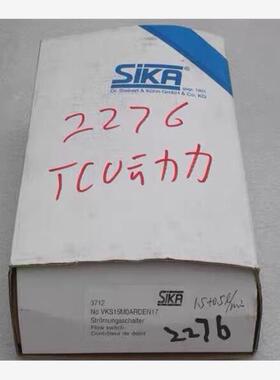 SiKA
Dr. Siebert & Kühn GmbH & Co. KG
2276
TCU动力
3712
No VKS15M0ARDEN17
Strömungsschalter
Flow switch
Contrôleur de débit
SiKA
2276